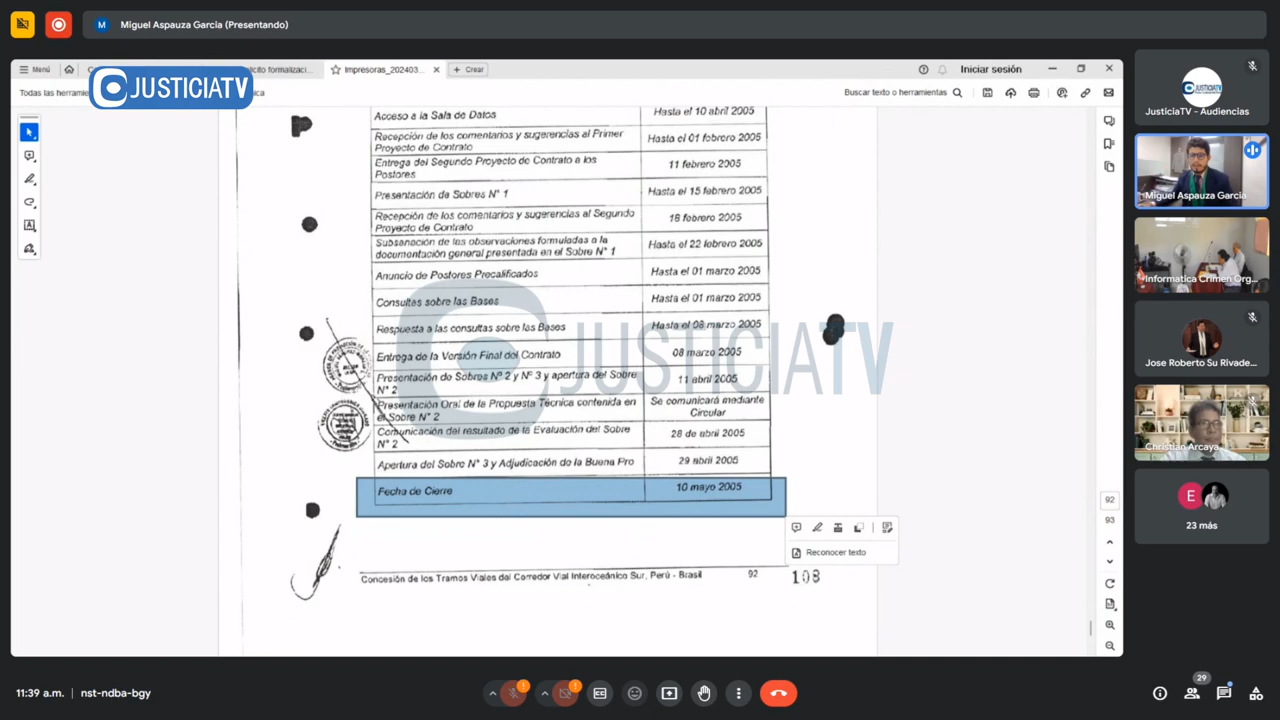 Miguel Aspauza Garcia (Presentando)
Menú
licito formalizaci...
Impresoras_202403...
Crear
Iniciar sesión
JUSTICIATV
Todas las herramie
Buscar texto o herramientas
Acceso a la Sala de Datos Hasta el 10 abril 2005
Recepción de los comentarios y sugerencias al Primer Hasta el 01 febrero 2005
Proyecto de Contrato
Entrega del Segundo Proyecto de Contrato a los 11 febrero 2005
Postores
Presentación de Sobres N° 1 Hasta el 15 febrero 2005
Recepción de los comentarios y sugerencias al Segundo 18 febrero 2005
Proyecto de Contrato
Subsanación de las observaciones formuladas a la Hasta el 22 febrero 2005
documentación general presentada en el Sobre N° 1
Anuncio de Postores Precalificados Hasta el 01 marzo 2005
Consultas sobre las Bases Hasta el 01 marzo 2005
Respuesta a las consultas sobre las Bases Hasta el 08 marzo 2005
Entrega de la Versión Final del Contrato 08 marzo 2005
Presentación de Sobres N° 2 y N° 3 y apertura del Sobre 11 abril 2005
N° 2
Presentación Oral de la Propuesta Técnica contenida en Se comunicará mediante
el Sobre N° 2 Circular
Comunicación del resultado de la Evaluación del Sobre 28 de abril 2005
N° 2
Apertura del Sobre N° 3 y Adjudicación de la Buena Pro 29 abril 2005
Fecha de Cierre 10 mayo 2005
Concesión de los Tramos Viales del Corredor Vial Interoceánico Sur, Perú - Brasil 92 108
JUSTICIATV
Reconocer texto
92
93
JusticiaTV - Audiencias
Miguel Aspauza Garcia
Informatica Crimen Org...
Jose Roberto Su Rivade...
Christian Arcaya
E
23 más
11:39 a.m. | nst-ndba-bgy
29